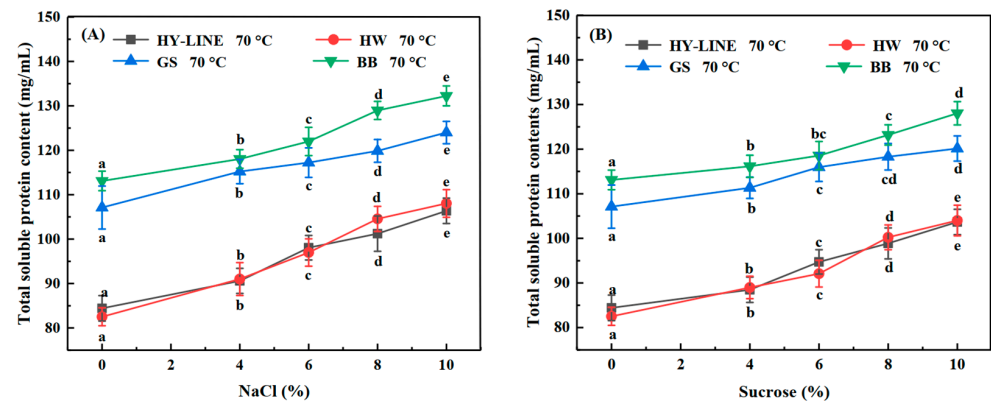 (A)
HY-LINE 70 °C
HW 70 °C
GS 70 °C
BB 70 °C
Total soluble protein content (mg/mL)
150
140
130
120
110
100
90
80
a
b
c
d
e
a
b
c
d
e
a
b
c
d
e
a
b
c
d
e
0
2
4
6
8
10
NaCl (%)
(B)
HY-LINE 70 °C
HW 70 °C
GS 70 °C
BB 70 °C
Total soluble protein contents (mg/mL)
150
140
130
120
110
100
90
80
a
b
bc
c
d
a
b
c
cd
d
a
b
c
d
e
a
b
c
d
e
0
2
4
6
8
10
Sucrose (%)